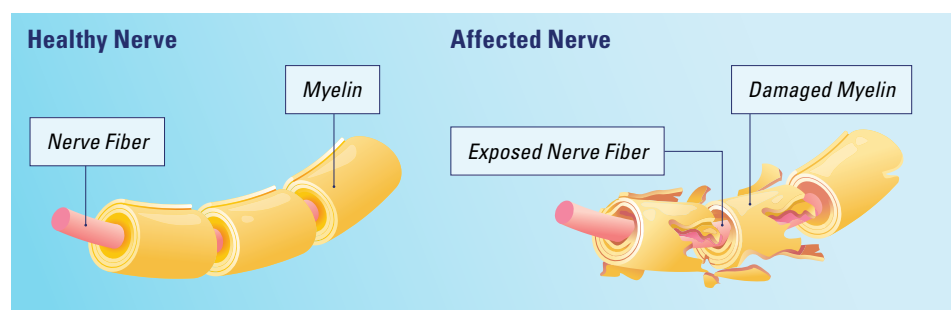 Healthy Nerve
Myelin
Nerve Fiber
Affected Nerve
Damaged Myelin
Exposed Nerve Fiber